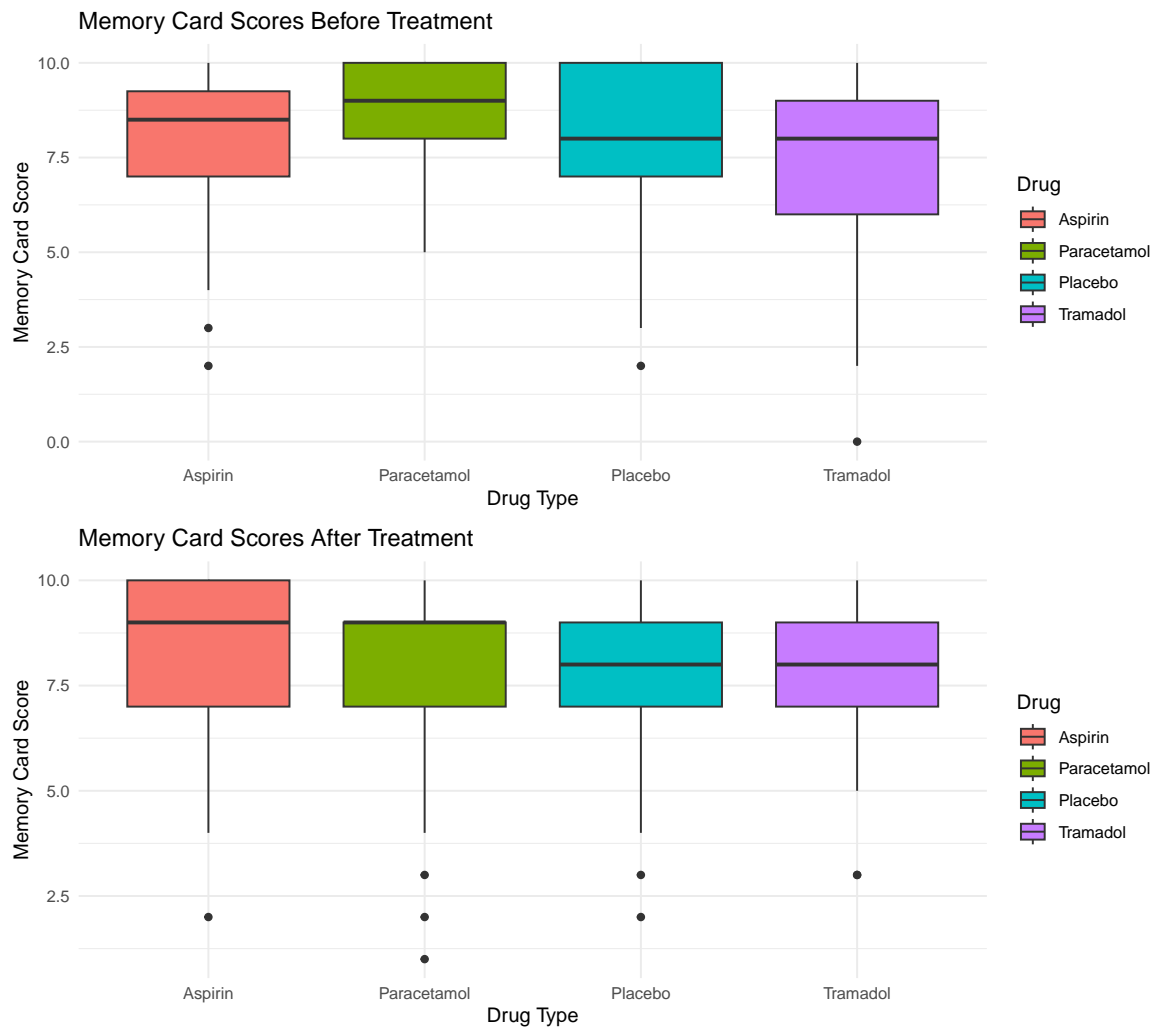 Memory Card Scores Before Treatment
10.0
7.5
5.0
2.5
0.0
Memory Card Score
Aspirin Paracetamol Placebo Tramadol
Drug Type
Drug
Aspirin
Paracetamol
Placebo
Tramadol
Memory Card Scores After Treatment
10.0
7.5
5.0
2.5
Memory Card Score
Aspirin Paracetamol Placebo Tramadol
Drug Type
Drug
Aspirin
Paracetamol
Placebo
Tramadol